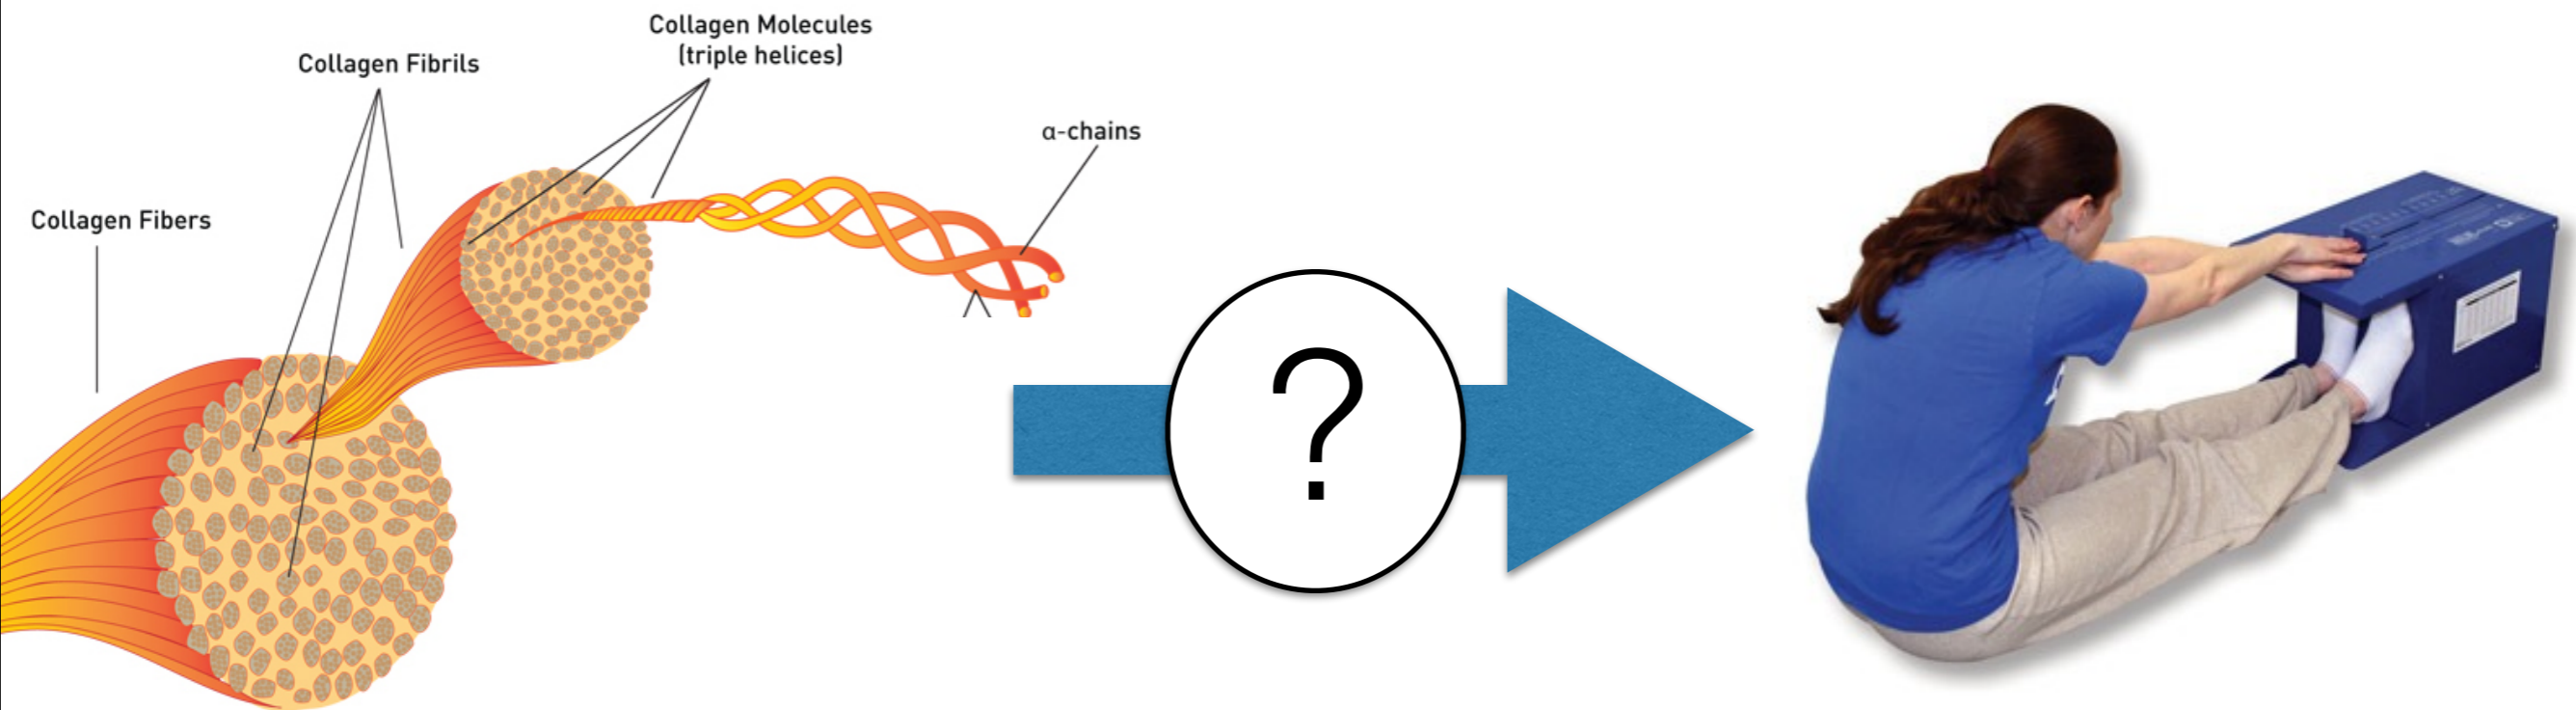 Collagen Molecules
(triple helices)
Collagen Fibrils
α-chains
Collagen Fibers
?